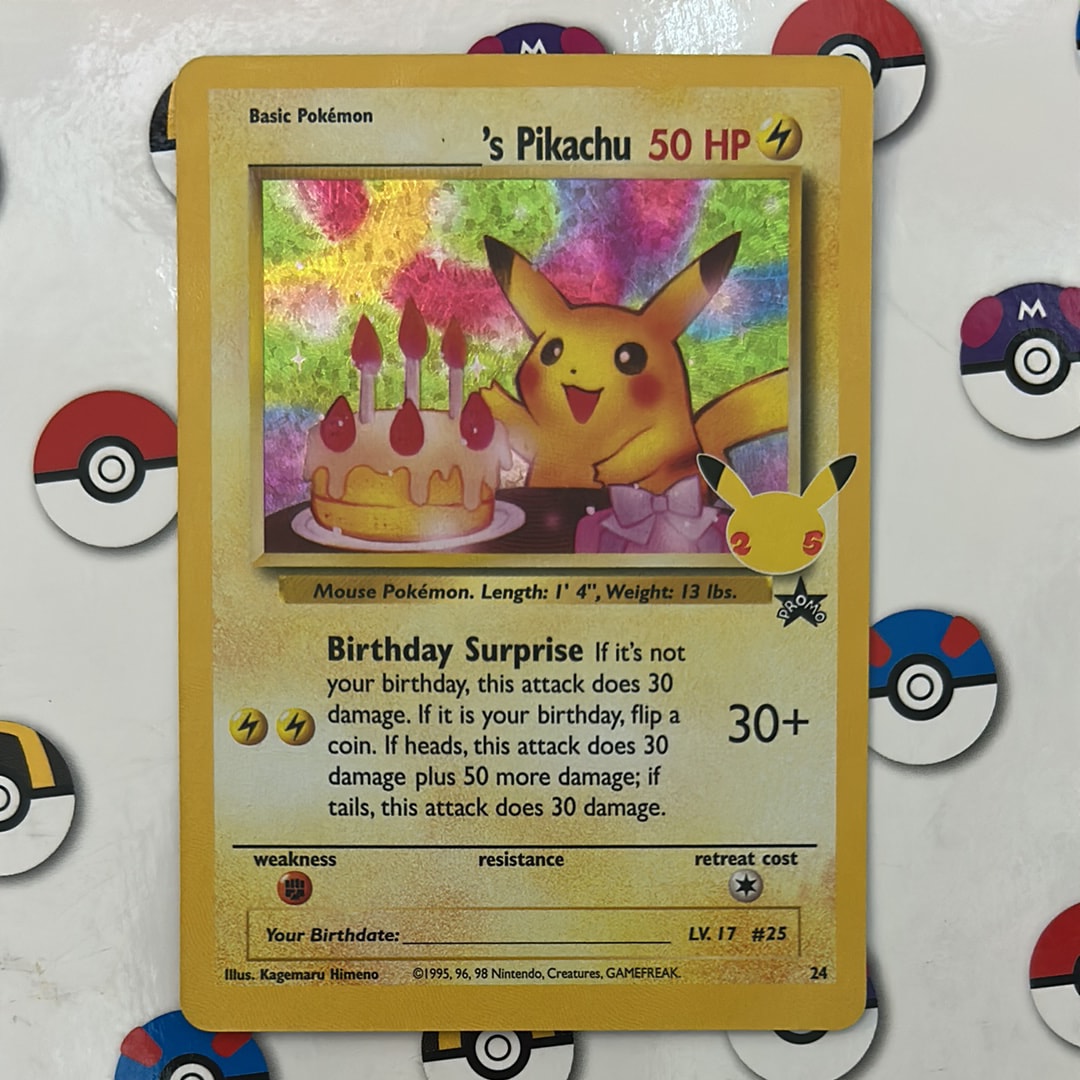 M
Basic Pokémon
________'s Pikachu 50 HP
M
25
Mouse Pokémon. Length: 1' 4", Weight: 13 lbs.
PROMO
Birthday Surprise If it's not
your birthday, this attack does 30
damage. If it is your birthday, flip a
coin. If heads, this attack does 30
damage plus 50 more damage; if
tails, this attack does 30 damage.
30+
weakness resistance retreat cost
Your Birthdate:________ LV. 17 #25
Illus. Kagemaru Himeno ©1995, 96, 98 Nintendo, Creatures, GAMEFREAK. 24